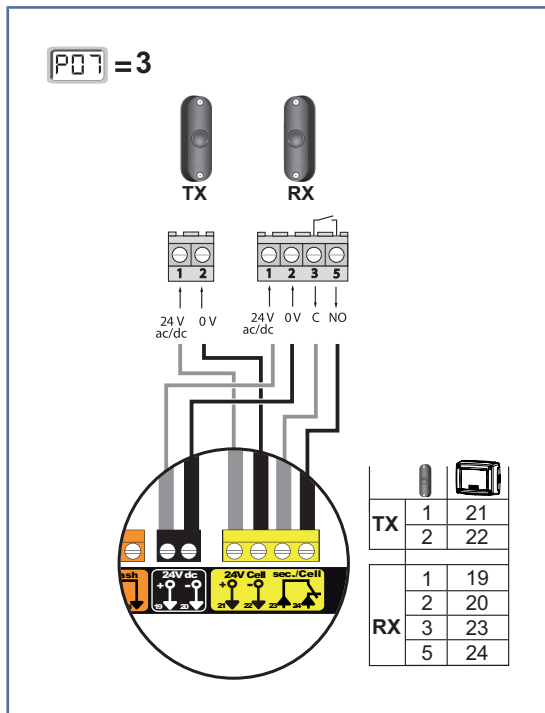 P07 = 3
TX RX
1 2 1 2 3 5
24 V 0 V 24 V 0 V C NO
ac/dc ac/dc
ash 24V dc 24V Cell sec./Cell
+ - + -
19 20 21 22 23 24
TX 1 21
2 22
RX 1 19
2 20
3 23
5 24